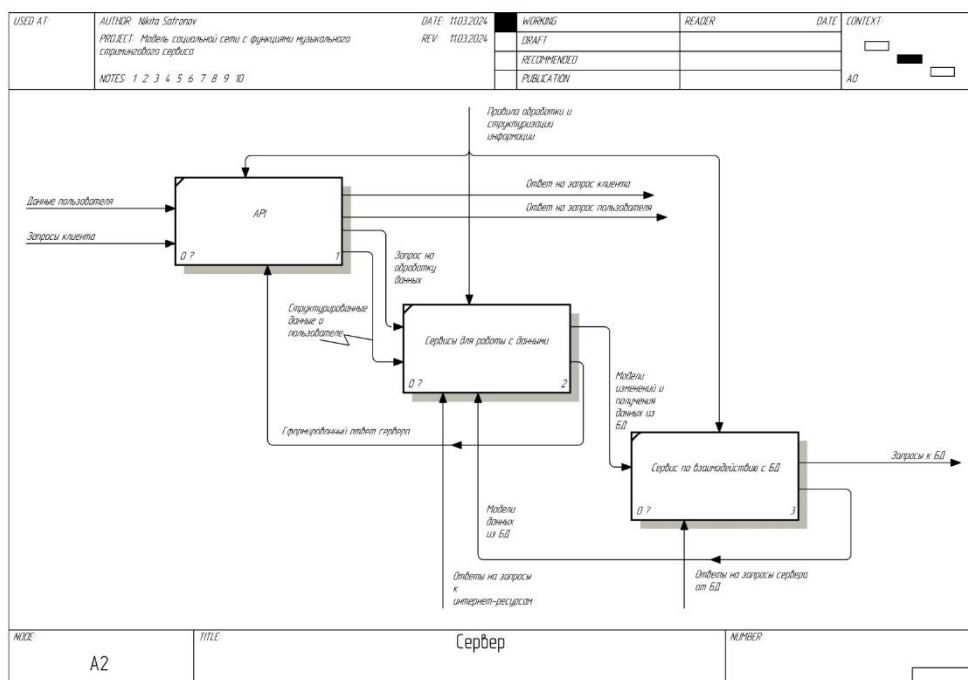 USED AT:
AUTHOR: Nikita Safronov
DATE: 11.03.2024
PROJECT: Модель социальной сети с функциями музыкального
стримингового сервиса
REV: 11.03.2024
NOTES: 1 2 3 4 5 6 7 8 9 10
WORKING
DRAFT
RECOMMENDED
PUBLICATION
READER
DATE
CONTEXT:
A0
Правила обработки и
структуризации
информации
Данные пользователя
Запросы клиента
API
0 ?
1
Ответ на запрос клиента
Ответ на запрос пользователя
Запрос на
обработку
данных
Структурированные
данные о
пользователе
Сервисы для работы с данными
0 ?
2
Сформированный ответ сервера
Модели
изменений и
получения
данных из
БД
Сервис по взаимодействию с БД
0 ?
3
Запросы к БД
Модели
данных
из БД
Ответы на запросы
к
интернет-ресурсам
Ответы на запросы сервера
от БД
NODE:
A2
TITLE:
Сервер
NUMBER: